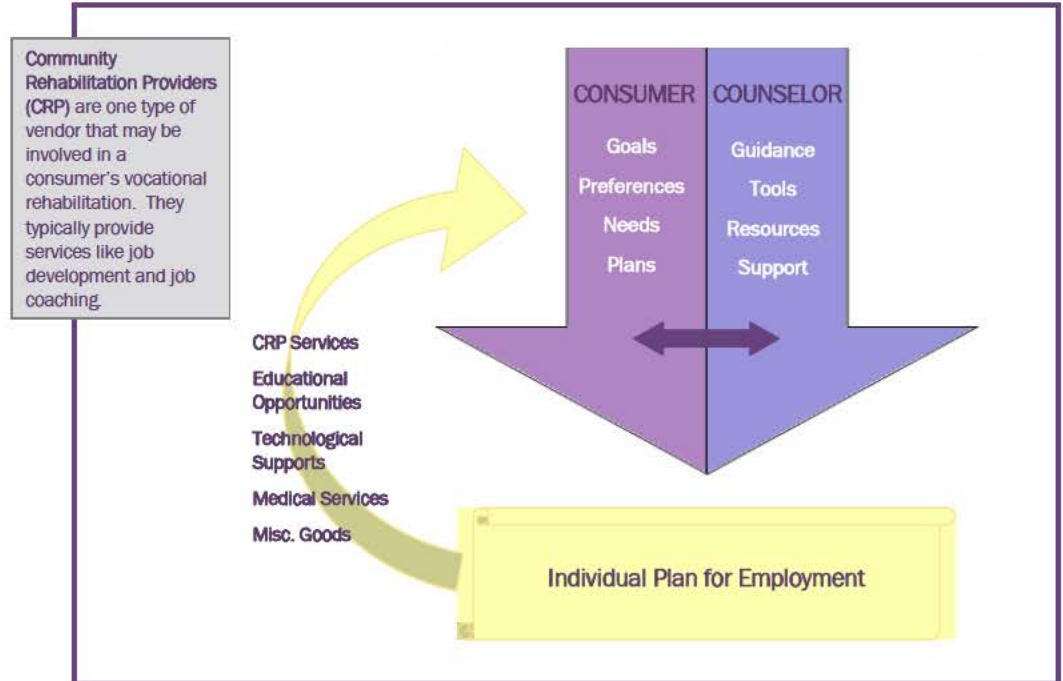 Community
Rehabilitation Providers
(CRP) are one type of
vendor that may be
involved in a
consumer's vocational
rehabilitation. They
typically provide
services like job
development and job
coaching.
CONSUMER
Goals
Preferences
Needs
Plans
COUNSELOR
Guidance
Tools
Resources
Support
CRP Services
Educational
Opportunities
Technological
Supports
Medical Services
Misc. Goods
Individual Plan for Employment